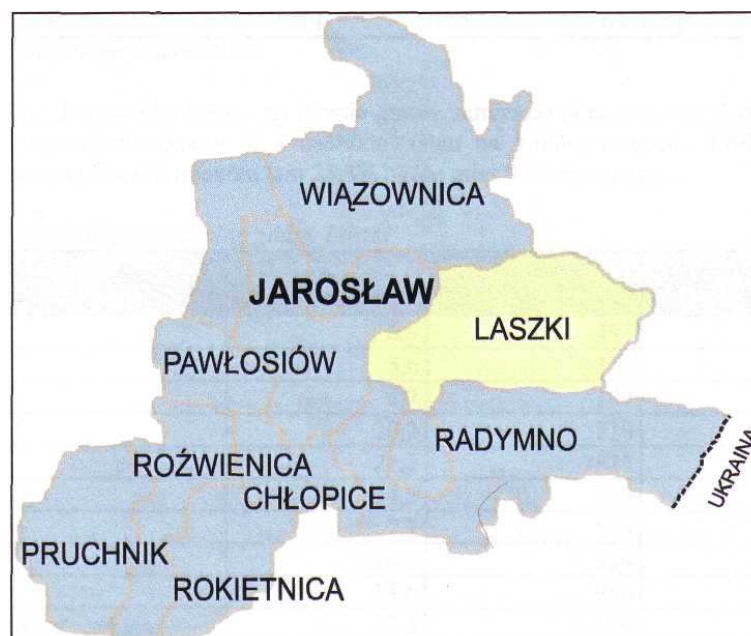 WIĄZOWNICA
JAROSŁAW
LASZKI
PAWŁOSIÓW
RADYMNO
UKRAINA
ROŹWIENICA
CHŁOPICE
PRUCHNIK
ROKIETNICA